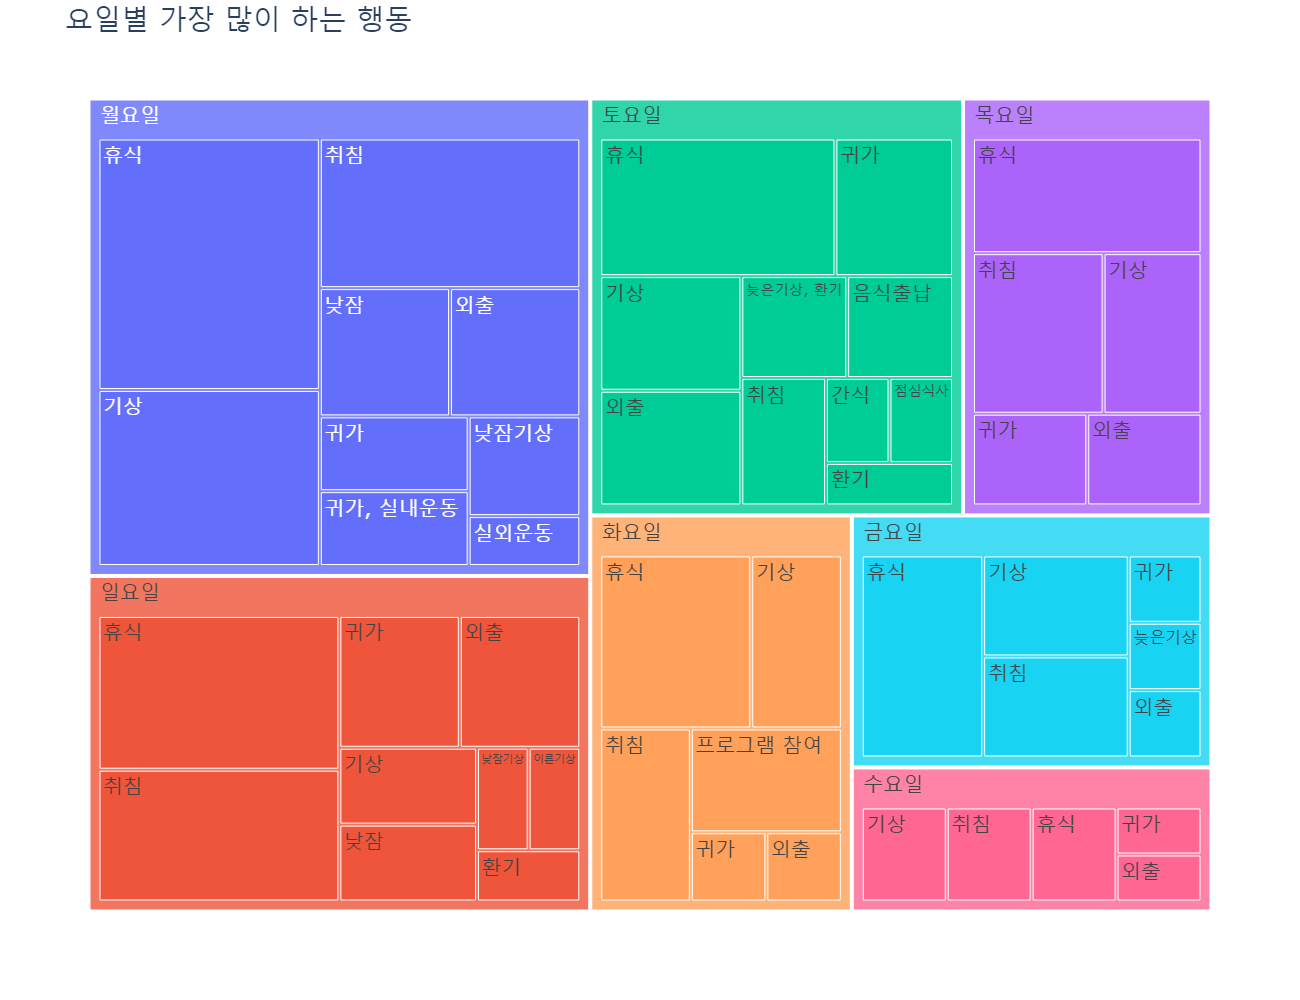 요일별 가장 많이 하는 행동
월요일
휴식
취침
낮잠
외출
기상
귀가
낮잠기상
귀가, 실내운동
실외운동
토요일
휴식
귀가
기상
늦은기상, 환기
음식출납
외출
취침
간식
점심식사
환기
목요일
휴식
취침
기상
귀가
외출
일요일
휴식
귀가
외출
취침
기상
낮잠기상
이른기상
낮잠
환기
화요일
휴식
기상
취침
프로그램 참여
귀가
외출
금요일
휴식
기상
귀가
늦은기상
취침
외출
수요일
기상
취침
휴식
귀가
외출